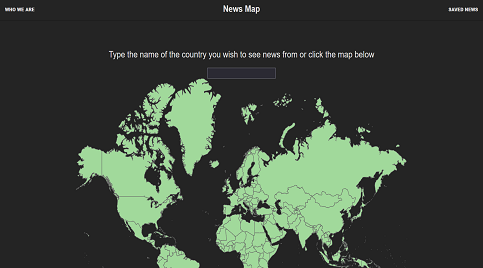 WHO WE ARE
News Map
SAVED NEWS
Type the name of the country you wish to see news from or click the map below